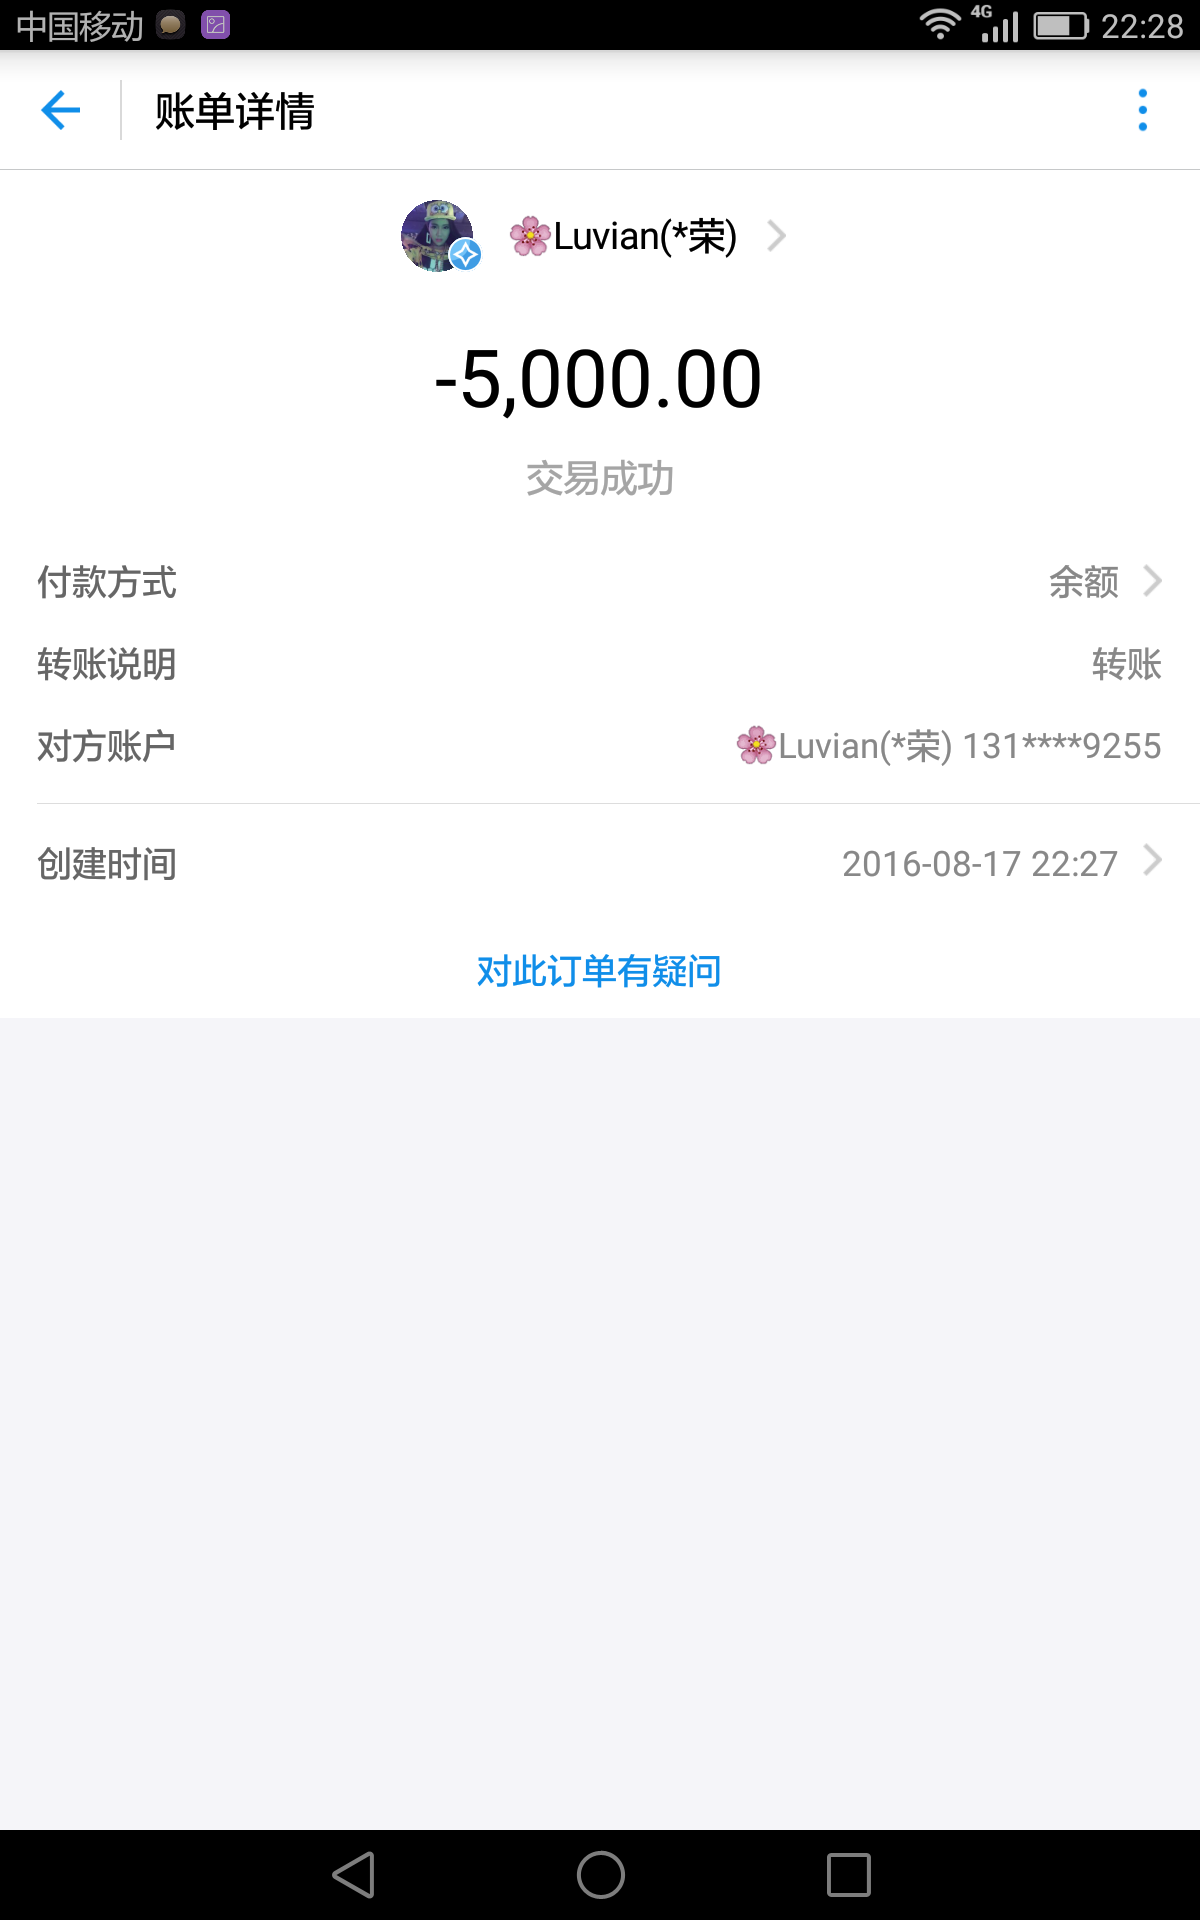 中国移动 4G 22:28
账单详情
🌸Luvian(*荣)
-5,000.00
交易成功
付款方式 余额
转账说明 转账
对方账户 🌸Luvian(*荣) 131****9255
创建时间 2016-08-17 22:27
对此订单有疑问